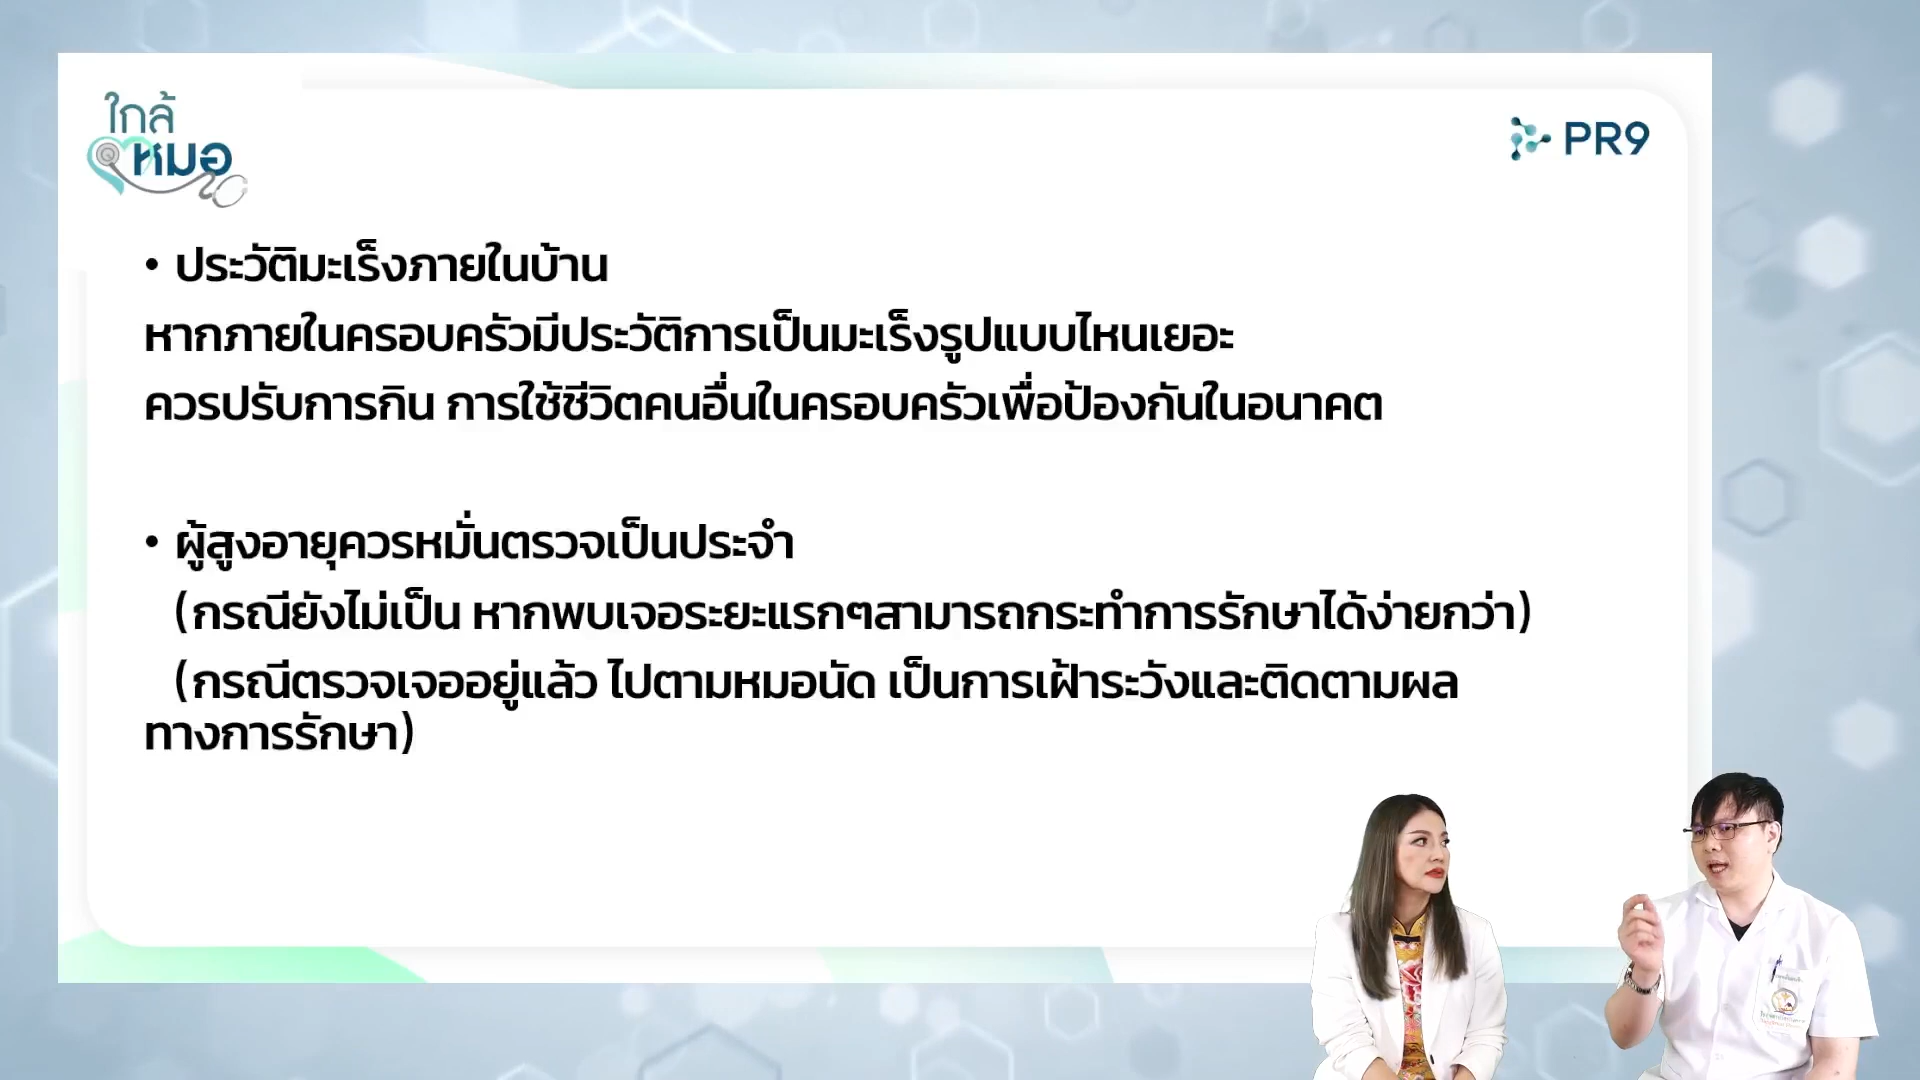 ใกล้
หมอ
PR9
• ประวัติมะเร็งภายในบ้าน
หากภายในครอบครัวมีประวัติการเป็นมะเร็งรูปแบบไหนเยอะ
ควรปรับการกิน การใช้ชีวิตคนอื่นในครอบครัวเพื่อป้องกันในอนาคต
• ผู้สูงอายุควรหมั่นตรวจเป็นประจำ
(กรณียังไม่เป็น หากพบเจอระยะแรกๆสามารถกระทำการรักษาได้ง่ายกว่า)
(กรณีตรวจเจออยู่แล้ว ไปตามหมอนัด เป็นการเฝ้าระวังและติดตามผล
ทางการรักษา)